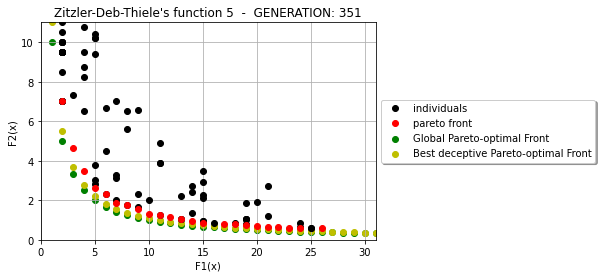 Zitzler-Deb-Thiele's function 5 - GENERATION: 351
F2(x)
10
8
6
4
2
0
0 5 10 15 20 25 30
F1(x)
individuals
pareto front
Global Pareto-optimal Front
Best deceptive Pareto-optimal Front